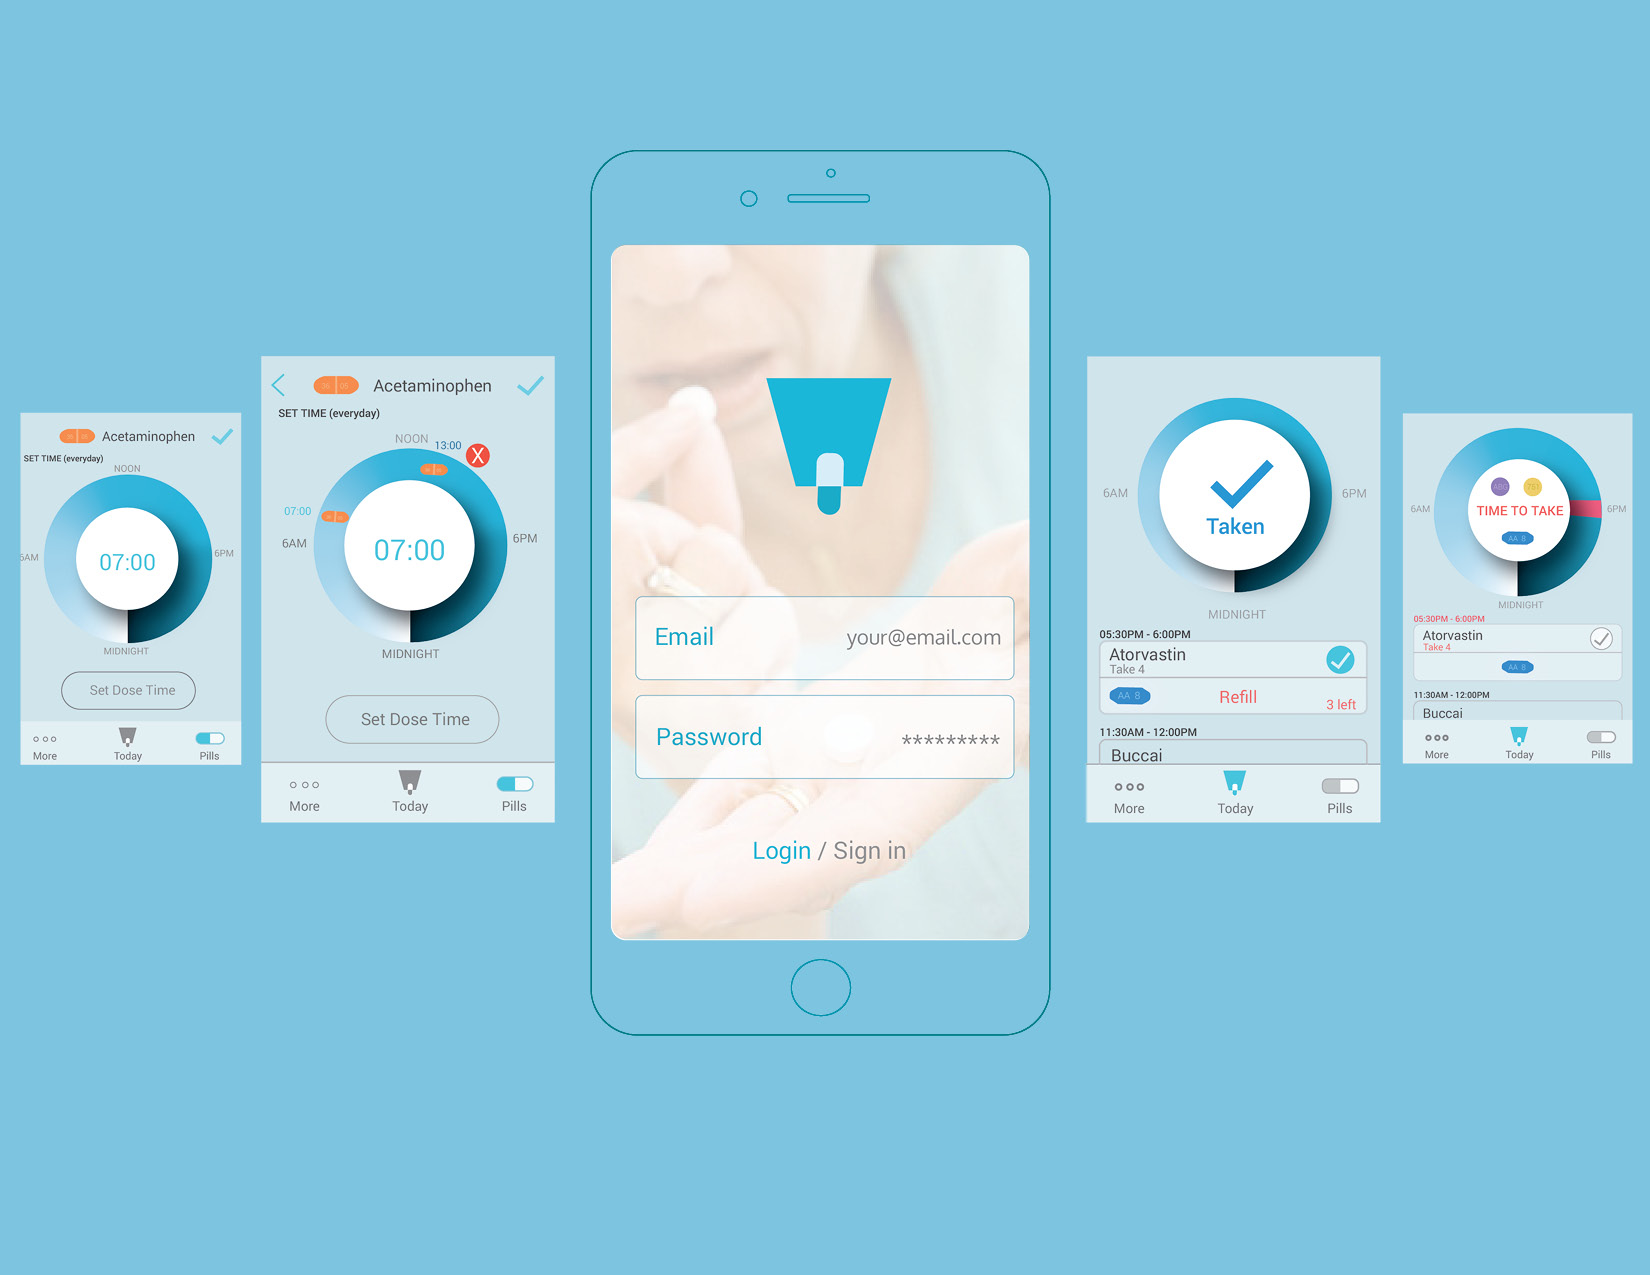 Acetaminophen
SET TIME (everyday)
NOON
07:00
6AM
6PM
MIDNIGHT
Set Dose Time
More
Today
Pills
Acetaminophen
SET TIME (everyday)
NOON
13:00
X
07:00
6AM
6PM
07:00
MIDNIGHT
Set Dose Time
More
Today
Pills
Email
your@email.com
Password
*********
Login / Sign in
6AM
6PM
Taken
MIDNIGHT
05:30PM - 6:00PM
Atorvastin
Take 4
AA 8
Refill
3 left
11:30AM - 12:00PM
Buccai
More
Today
Pills
6AM
6PM
TIME TO TAKE
AA 8
MIDNIGHT
05:30PM - 6:00PM
Atorvastin
Take 4
AA 8
11:30AM - 12:00PM
Buccai
More
Today
Pills